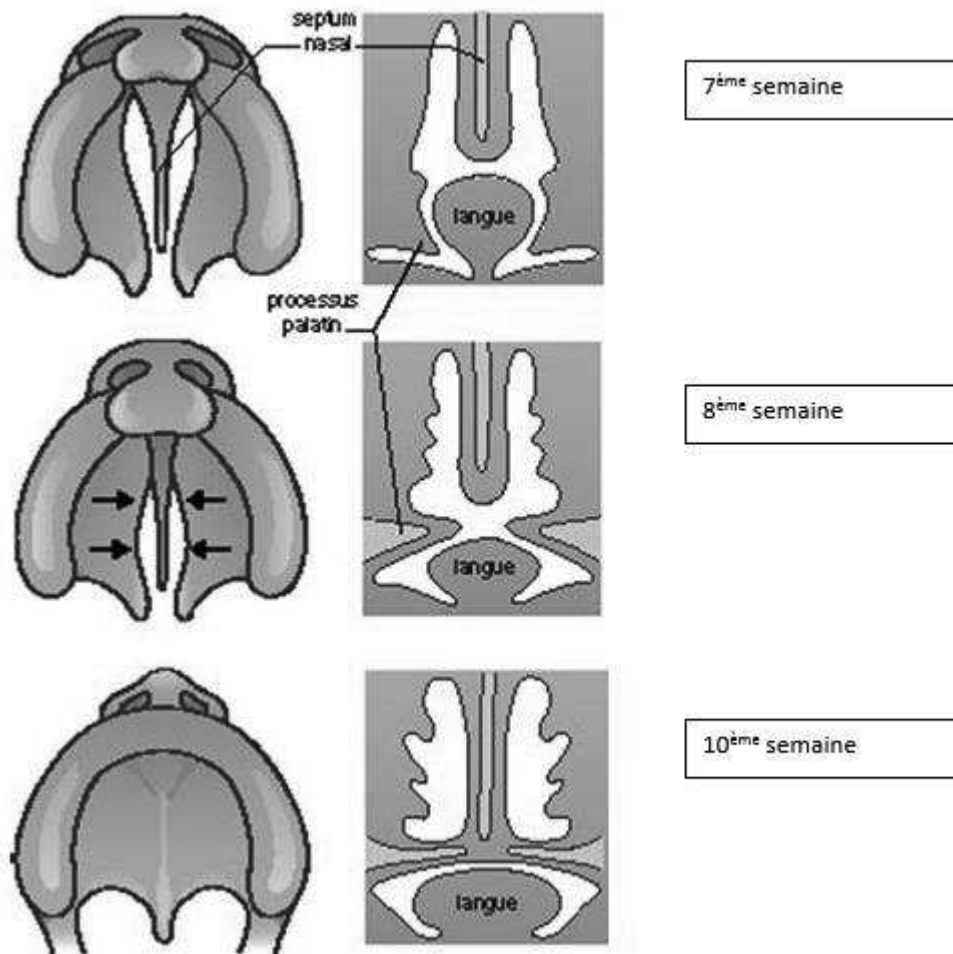 septum
nasal
7ème semaine
langue
processus
palatin
8ème semaine
langue
10ème semaine
langue